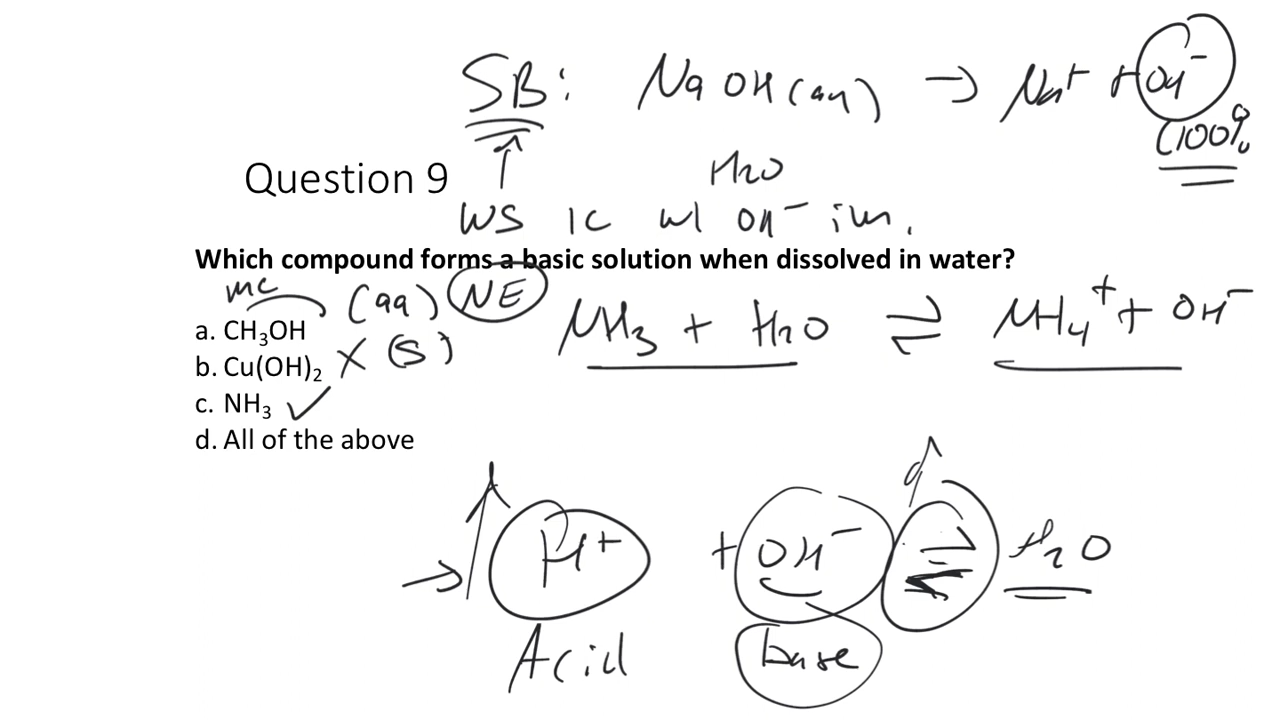 SB: NaOH(aq) → Na⁺ + OH⁻
(100%
Question 9
H₂O
WS IC w/ OH⁻ im.
Which compound forms a basic solution when dissolved in water?
mc (aq) NE
a. CH₃OH
NH₃ + H₂O ⇌ NH₄⁺ + OH⁻
b. Cu(OH)₂ X (s)
c. NH₃ ✓
d. All of the above
H⁺ + OH⁻ ⇌ H₂O
Acid base